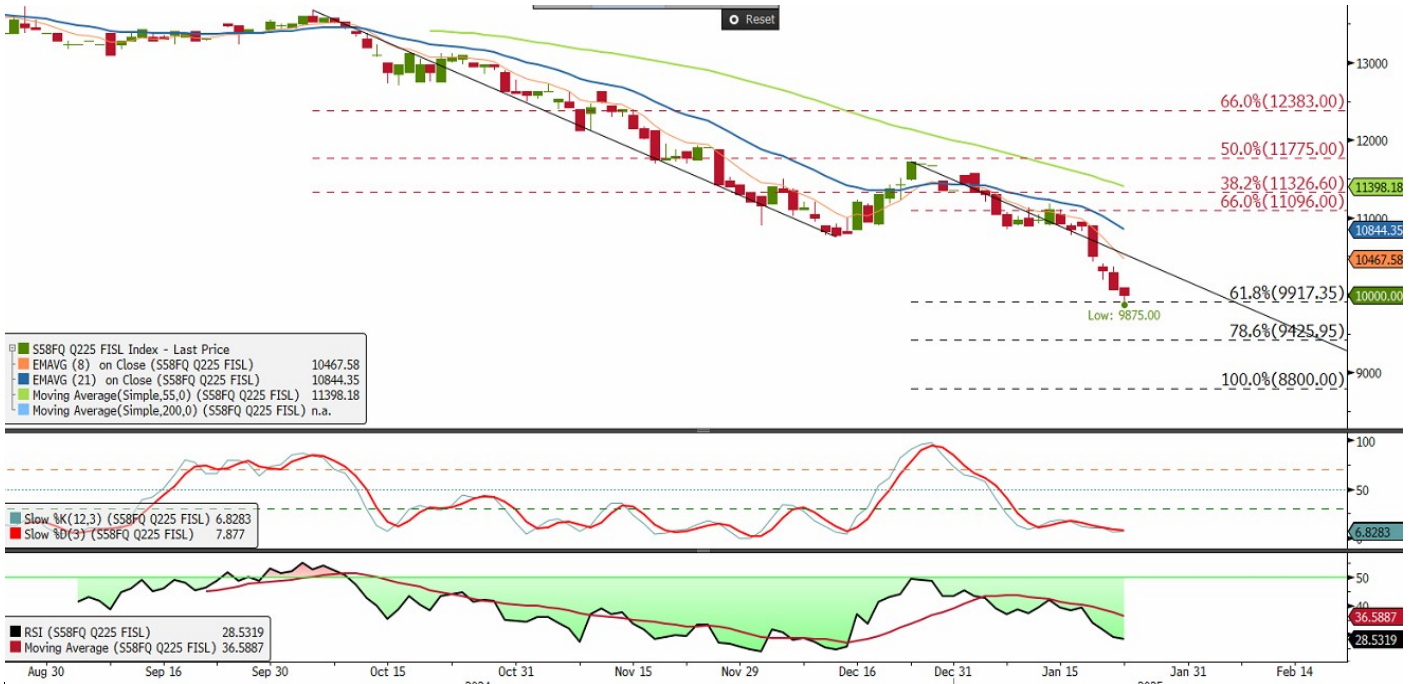 Reset
13000
66.0%(12383.00)
12000
50.0%(11775.00)
38.2%(11326.60)
11398.18
66.0%(11096.00)
11000
10844.35
10467.58
61.8%(9917.35)
10000.00
Low: 9875.00
78.6%(9425.95)
9000
100.0%(8800.00)
S58FQ Q225 FISL Index - Last Price
EMAVG (8) on Close (S58FQ Q225 FISL) 10467.58
EMAVG (21) on Close (S58FQ Q225 FISL) 10844.35
Moving Average(Simple,55,0) (S58FQ Q225 FISL) 11398.18
Moving Average(Simple,200,0) (S58FQ Q225 FISL) n.a.
100
50
Slow %K(12,3) (S58FQ Q225 FISL) 6.8283
Slow %D(3) (S58FQ Q225 FISL) 7.877
6.8283
50
RSI (S58FQ Q225 FISL) 28.5319
Moving Average (S58FQ Q225 FISL) 36.5887
36.5887
28.5319
Aug 30 Sep 16 Sep 30 Oct 15 Oct 31 Nov 15 Nov 29 Dec 16 Dec 31 Jan 15 Jan 31 Feb 14